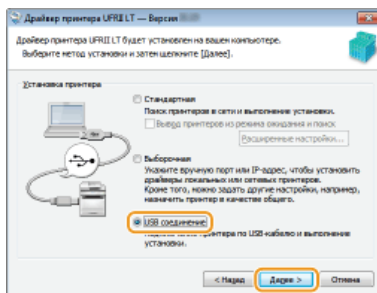 Драйвер принтера UFRII LT — Версия
Драйвер принтера UFRII LT будет установлен на вашем компьютере.
Выберите метод установки и затем щелкните [Далее].
Установка принтера
Стандартная
Поиск принтеров в сети и выполнение установки.
Вывод принтеров из режима ожидания и поиск
Расширенные настройки...
Выборочная
Укажите вручную порт или IP-адрес, чтобы установить
драйверы локальных или сетевых принтеров.
Кроме того, можно задать другие настройки, например,
назначить принтер в качестве общего.
USB соединение
принтера по USB-кабелю и выполнение
установки.
< Назад
Далее >
Отмена